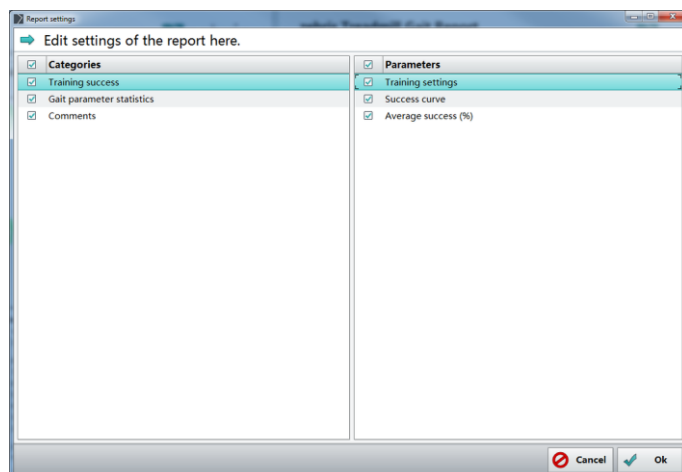 Report settings
Edit settings of the report here.
Categories
Training success
Gait parameter statistics
Comments
Parameters
Training settings
Success curve
Average success (%)
Cancel
Ok